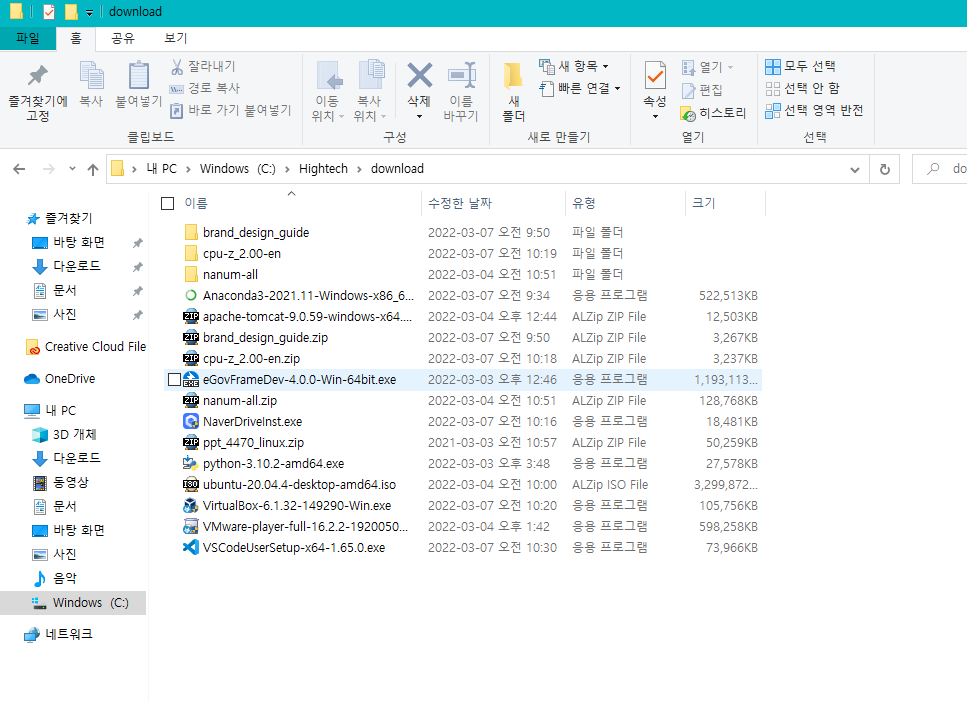 download
파일 홈 공유 보기
즐겨찾기에 고정
복사
붙여넣기
잘라내기
경로 복사
바로 가기 붙여넣기
클립보드
이동 위치
복사 위치
삭제
이름 바꾸기
구성
새 폴더
새 항목
빠른 연결
새로 만들기
속성
열기
편집
히스토리
열기
모두 선택
선택 안 함
선택 영역 반전
선택
내 PC > Windows (C:) > Hightech > download
do
이름 수정한 날짜 유형 크기
brand_design_guide 2022-03-07 오전 9:50 파일 폴더
cpu-z_2.00-en 2022-03-07 오전 10:19 파일 폴더
nanum-all 2022-03-04 오전 10:51 파일 폴더
Anaconda3-2021.11-Windows-x86_6... 2022-03-07 오전 9:34 응용 프로그램 522,513KB
ZIP apache-tomcat-9.0.59-windows-x64.... 2022-03-04 오후 12:44 ALZip ZIP File 12,503KB
ZIP brand_design_guide.zip 2022-03-07 오전 9:50 ALZip ZIP File 3,267KB
ZIP cpu-z_2.00-en.zip 2022-03-07 오전 10:18 ALZip ZIP File 3,237KB
EXE eGovFrameDev-4.0.0-Win-64bit.exe 2022-03-03 오후 12:46 응용 프로그램 1,193,113...
ZIP nanum-all.zip 2022-03-04 오전 10:51 ALZip ZIP File 128,768KB
NaverDriveInst.exe 2022-03-07 오전 10:16 응용 프로그램 18,481KB
ZIP ppt_4470_linux.zip 2021-03-03 오전 10:57 ALZip ZIP File 50,259KB
python-3.10.2-amd64.exe 2022-03-03 오후 3:48 응용 프로그램 27,578KB
ISO ubuntu-20.04.4-desktop-amd64.iso 2022-03-04 오전 10:00 ALZip ISO File 3,299,872...
VirtualBox-6.1.32-149290-Win.exe 2022-03-07 오전 10:20 응용 프로그램 105,756KB
VMware-player-full-16.2.2-1920050... 2022-03-04 오후 1:42 응용 프로그램 598,258KB
VSCodeUserSetup-x64-1.65.0.exe 2022-03-07 오전 10:30 응용 프로그램 73,966KB
즐겨찾기
바탕 화면
다운로드
문서
사진
Creative Cloud File
OneDrive
내 PC
3D 개체
다운로드
동영상
문서
바탕 화면
사진
음악
Windows (C:)
네트워크